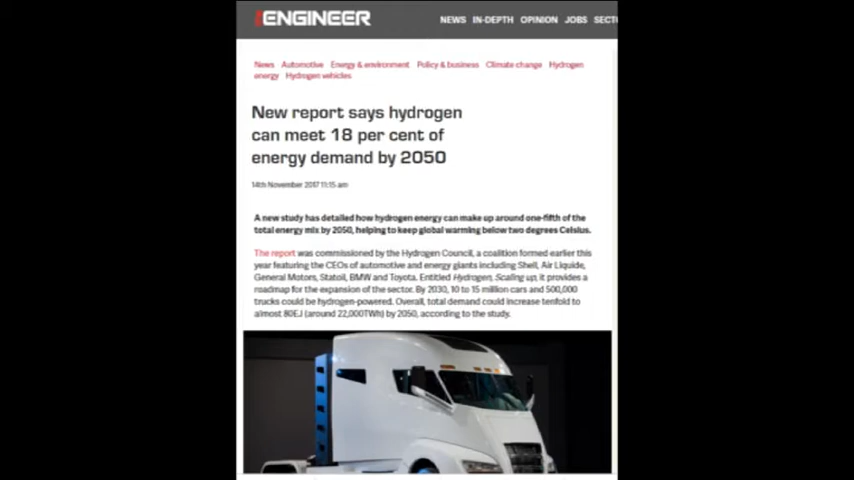 THE ENGINEER
NEWS IN-DEPTH OPINION JOBS SECTO
News Automotive Energy & environment Policy & business Climate change Hydrogen
energy Hydrogen vehicles
New report says hydrogen
can meet 18 per cent of
energy demand by 2050
14th November 2017 11:15 am
A new study has detailed how hydrogen energy can make up around one-fifth of the
total energy mix by 2050, helping to keep global warming below two degrees Celsius.
The report was commissioned by the Hydrogen Council, a coalition formed earlier this
year featuring the CEOs of automotive and energy giants including Shell, Air Liquide,
General Motors, Statoil, BMW and Toyota. Entitled Hydrogen, Scaling up, it provides a
roadmap for the expansion of the sector. By 2030, 10 to 15 million cars and 500,000
trucks could be hydrogen-powered. Overall, total demand could increase tenfold to
almost 80EJ (around 22,000TWh) by 2050, according to the study.